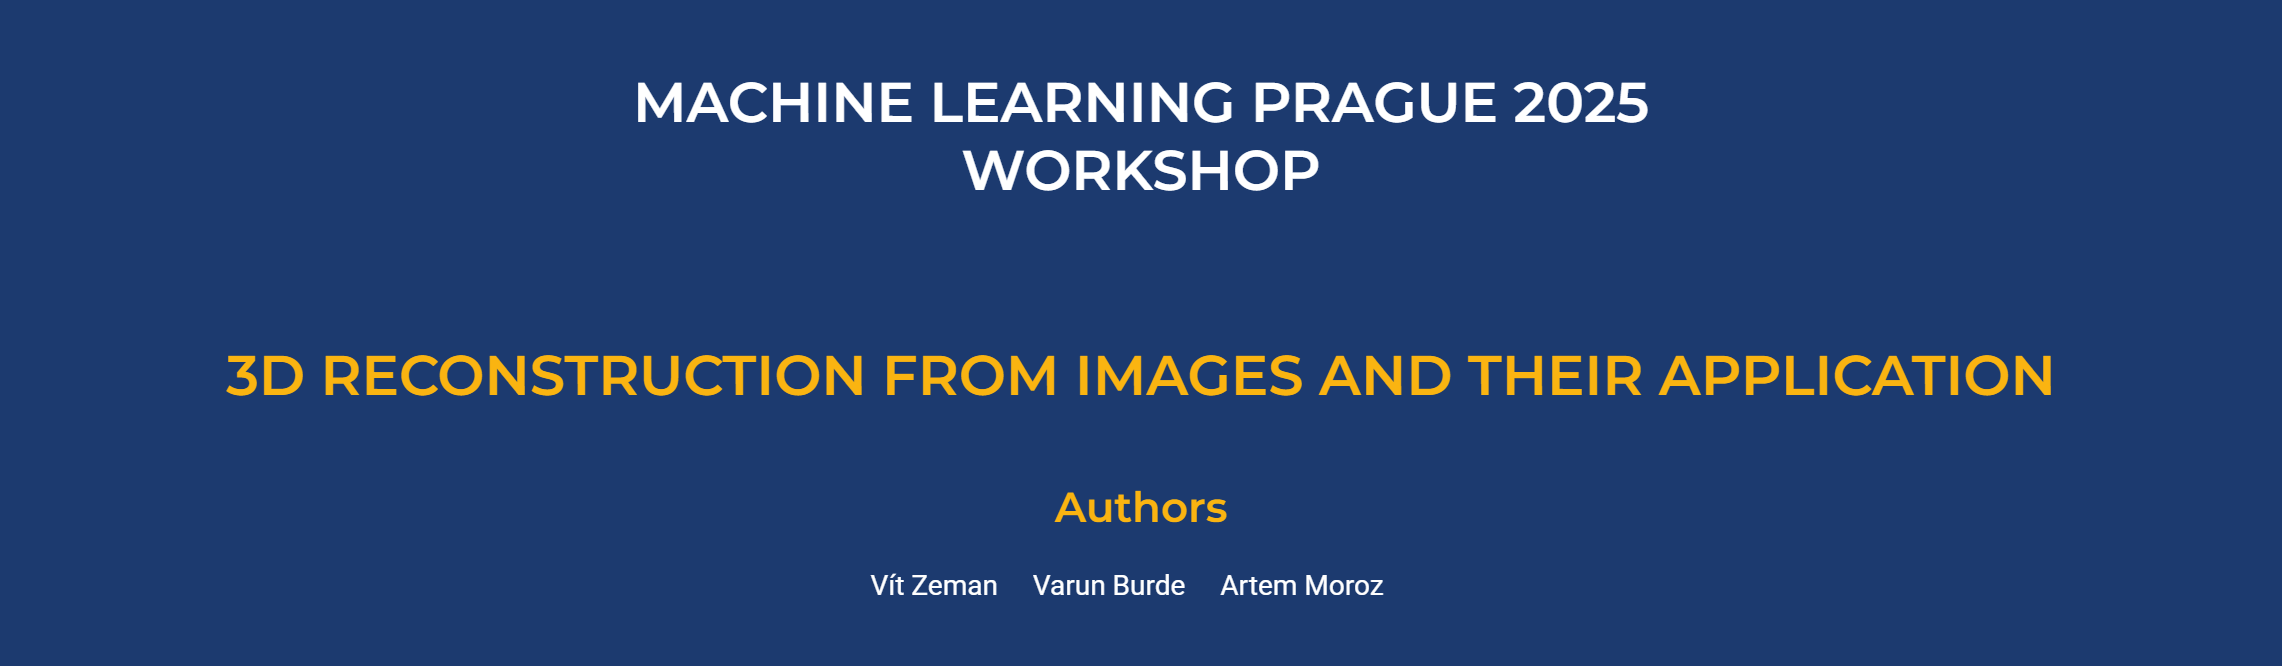 MACHINE LEARNING PRAGUE 2025
WORKSHOP
3D RECONSTRUCTION FROM IMAGES AND THEIR APPLICATION
Authors
Vít Zeman Varun Burde Artem Moroz